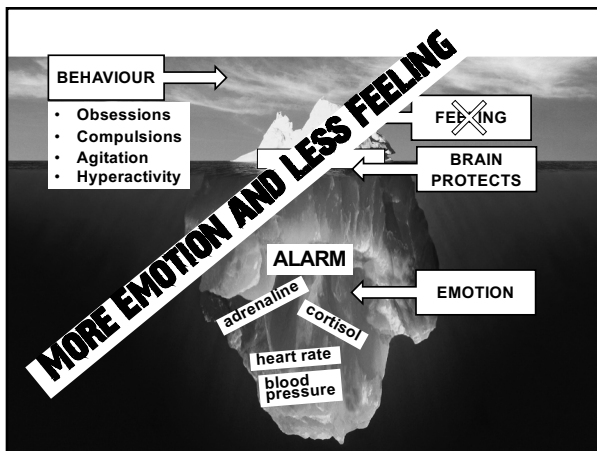 BEHAVIOUR
• Obsessions
• Compulsions
• Agitation
• Hyperactivity
MORE EMOTION AND LESS FEELING
FEELING
BRAIN
PROTECTS
ALARM
adrenaline
cortisol
EMOTION
heart rate
blood
pressure